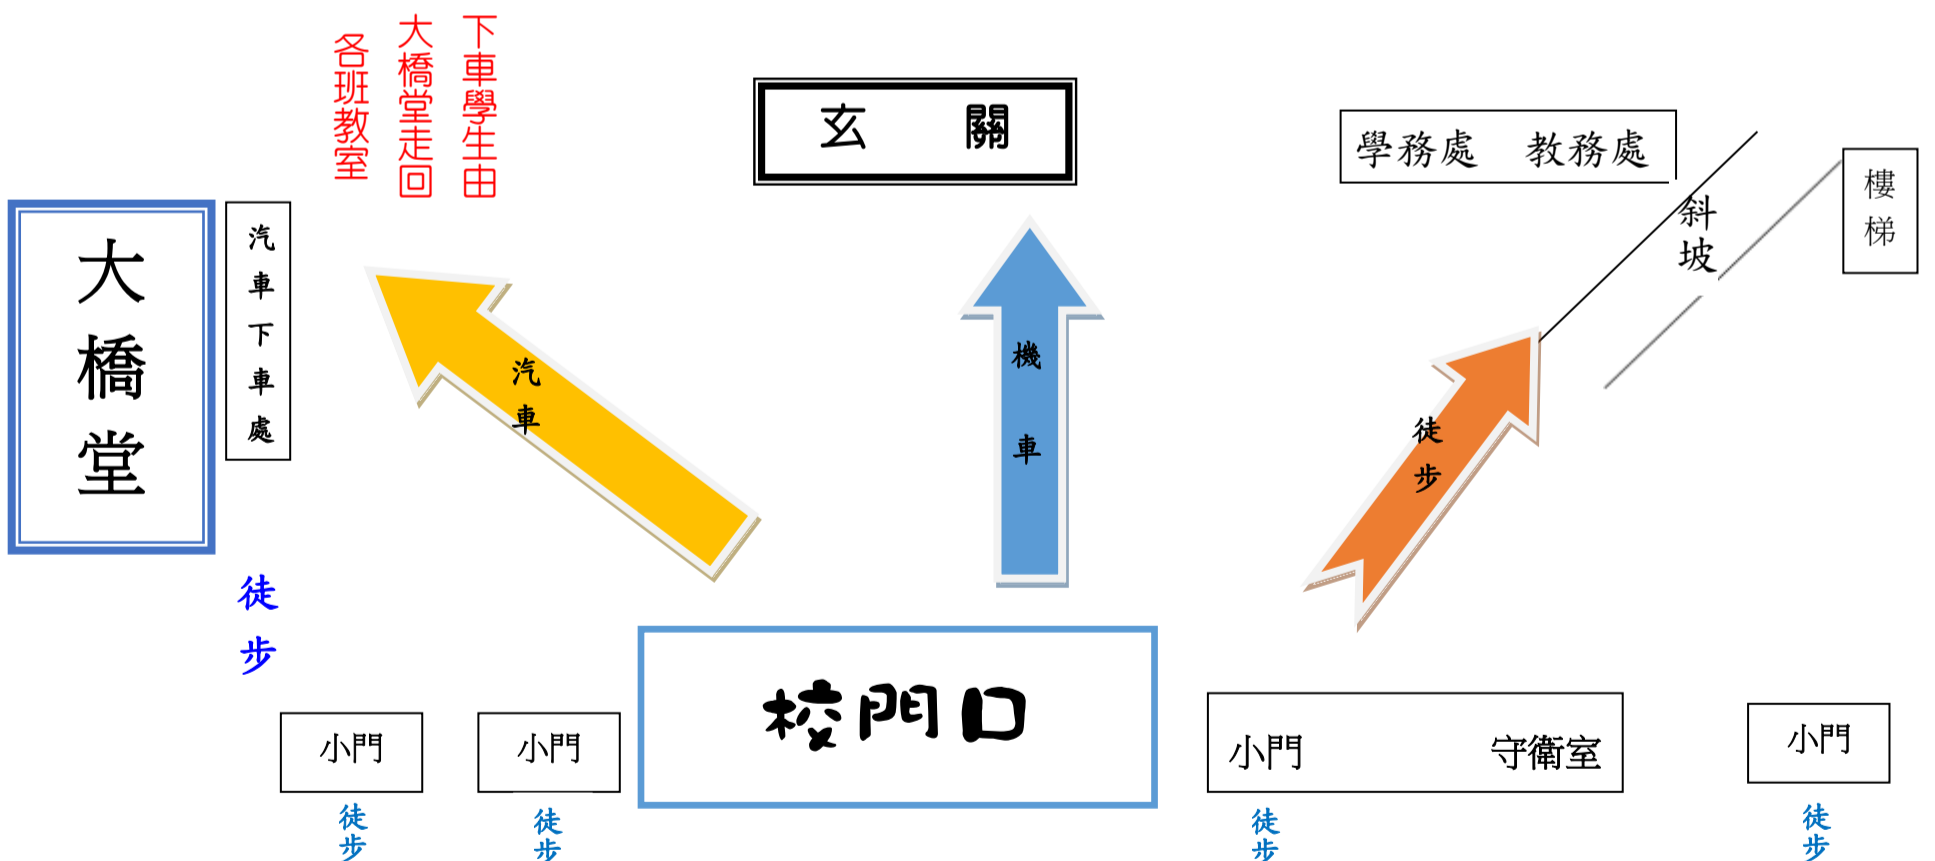 下車學生由
大橋堂走回
各班教室
玄關
學務處 教務處
樓梯
斜坡
大橋堂
汽車下車處
汽車
機車
徒步
徒步
校門口
小門
小門
小門 守衛室
小門
徒步
徒步
徒步
徒步